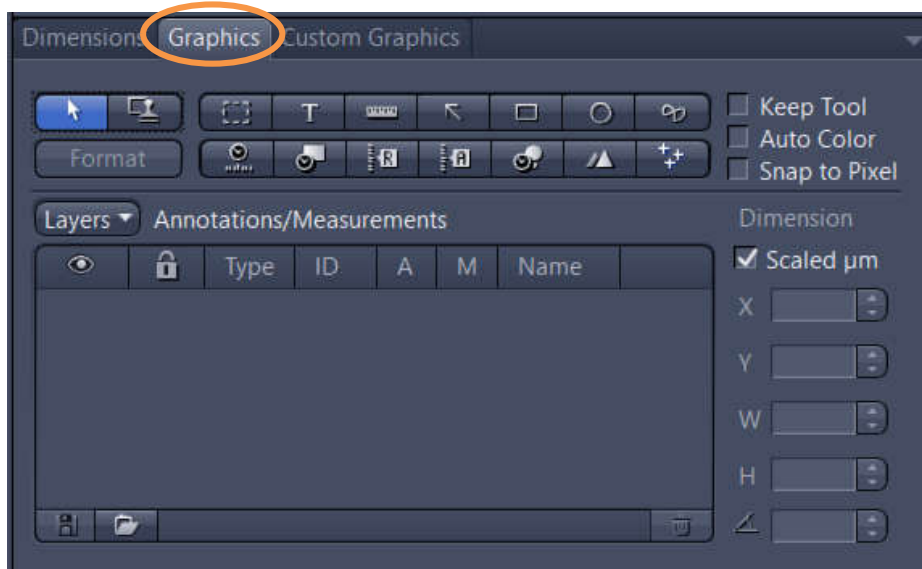 Dimensions Graphics Custom Graphics
T
Keep Tool
Auto Color
Format
R
A
Snap to Pixel
Layers Annotations/Measurements
Dimension
Type ID A M Name
Scaled µm
X
Y
W
H